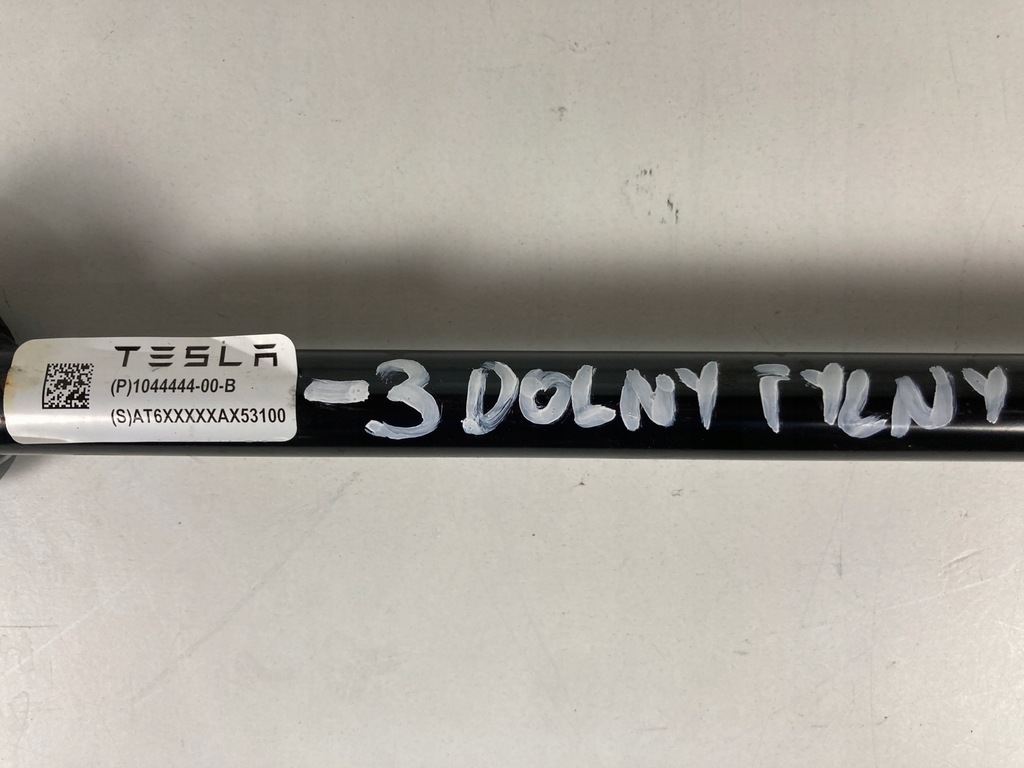 TESLA
(P)1044444-00-B
(S)AT6XXXXXAX53100
-3 DOLNY TYLNY